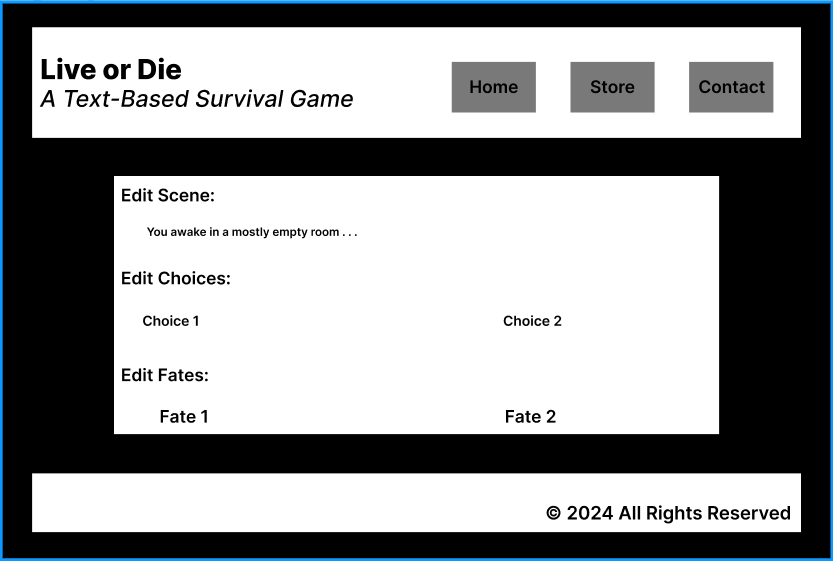 Live or Die
A Text-Based Survival Game
Home
Store
Contact
Edit Scene:
You awake in a mostly empty room . . .
Edit Choices:
Choice 1
Choice 2
Edit Fates:
Fate 1
Fate 2
© 2024 All Rights Reserved